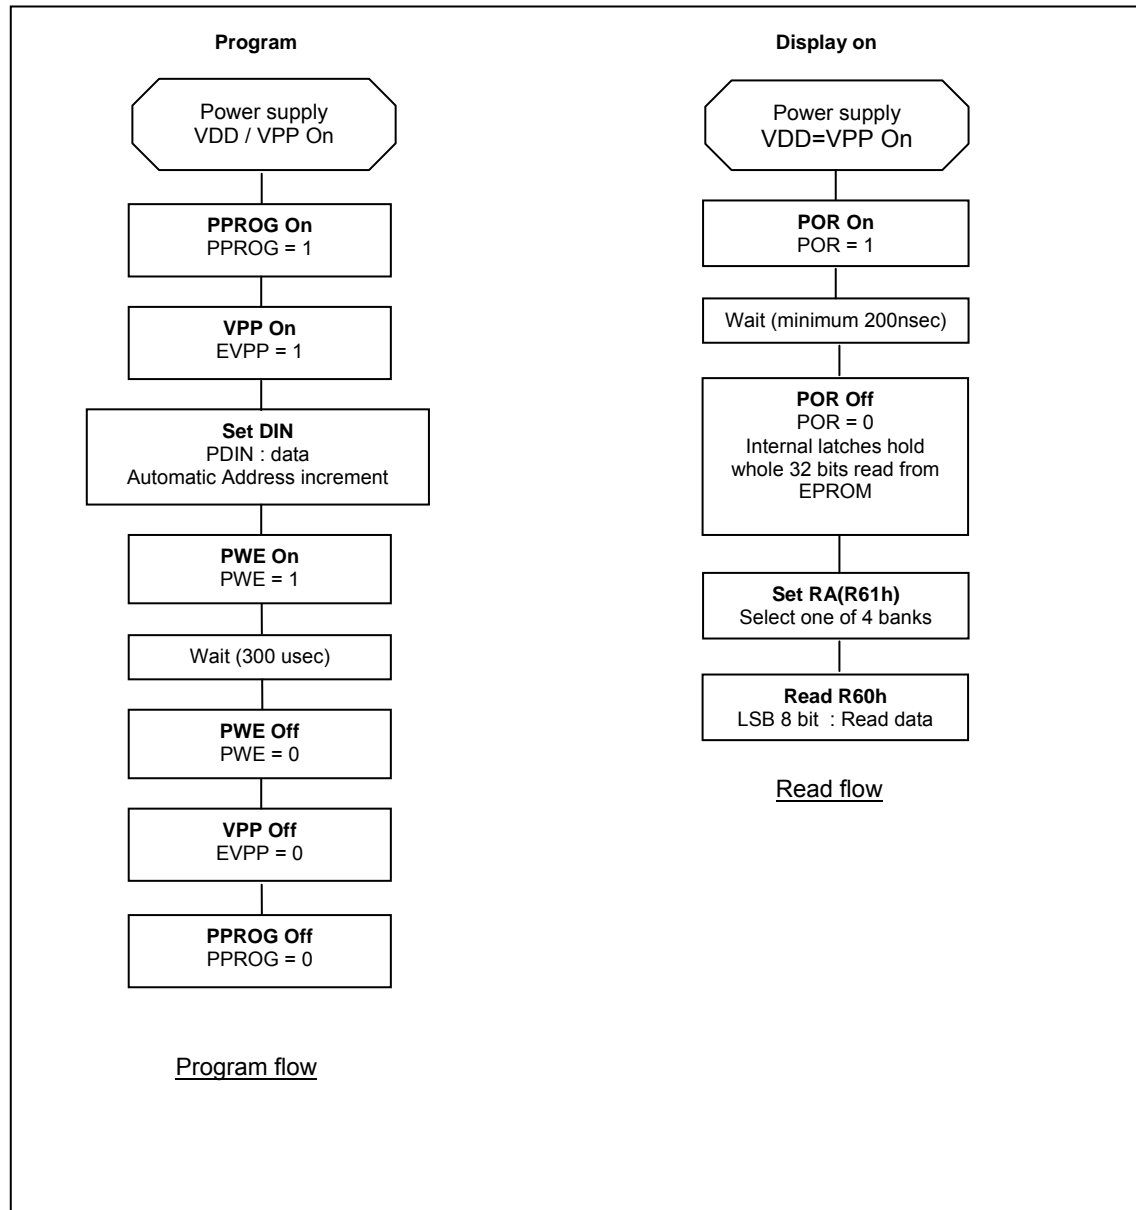 Program
Power supply
VDD / VPP On
PPROG On
PPROG = 1
VPP On
EVPP = 1
Set DIN
PDIN : data
Automatic Address increment
PWE On
PWE = 1
Wait (300 usec)
PWE Off
PWE = 0
VPP Off
EVPP = 0
PPROG Off
PPROG = 0
Program flow
Display on
Power supply
VDD=VPP On
POR On
POR = 1
Wait (minimum 200nsec)
POR Off
POR = 0
Internal latches hold
whole 32 bits read from
EPROM
Set RA(R61h)
Select one of 4 banks
Read R60h
LSB 8 bit : Read data
Read flow